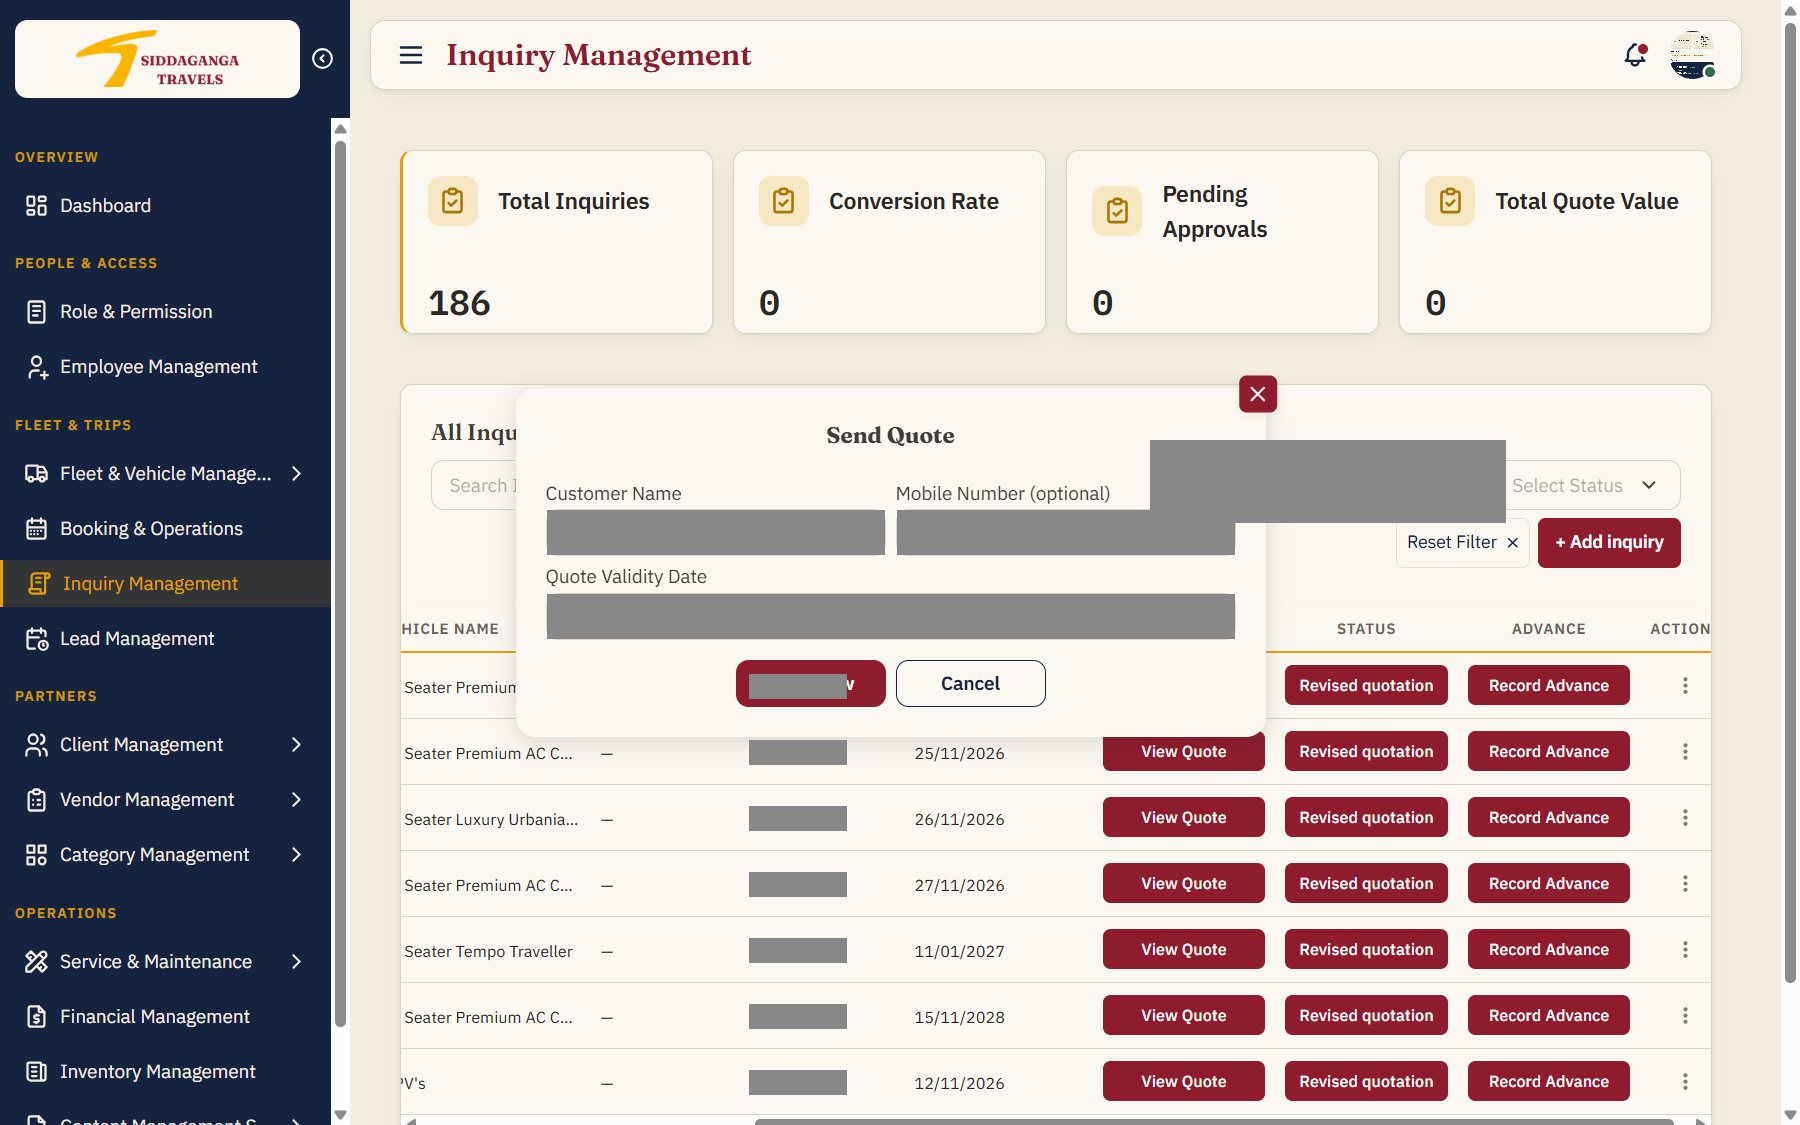 SIDDAGANGA
TRAVELS
OVERVIEW
Dashboard
PEOPLE & ACCESS
Role & Permission
Employee Management
FLEET & TRIPS
Fleet & Vehicle Manage...
Booking & Operations
Inquiry Management
Lead Management
PARTNERS
Client Management
Vendor Management
Category Management
OPERATIONS
Service & Maintenance
Financial Management
Inventory Management
Inquiry Management
Total Inquiries
186
Conversion Rate
0
Pending
Approvals
0
Total Quote Value
0
All Inqu
Search
Select Status
Reset Filter ×
+ Add inquiry
Send Quote
Customer Name
Mobile Number (optional)
Quote Validity Date
Cancel
HICLE NAME STATUS ADVANCE ACTION
Seater Premium Revised quotation Record Advance
Seater Premium AC C... – 25/11/2026 View Quote Revised quotation Record Advance
Seater Luxury Urbania... – 26/11/2026 View Quote Revised quotation Record Advance
Seater Premium AC C... – 27/11/2026 View Quote Revised quotation Record Advance
Seater Tempo Traveller – 11/01/2027 View Quote Revised quotation Record Advance
Seater Premium AC C... – 15/11/2028 View Quote Revised quotation Record Advance
PV's – 12/11/2026 View Quote Revised quotation Record Advance